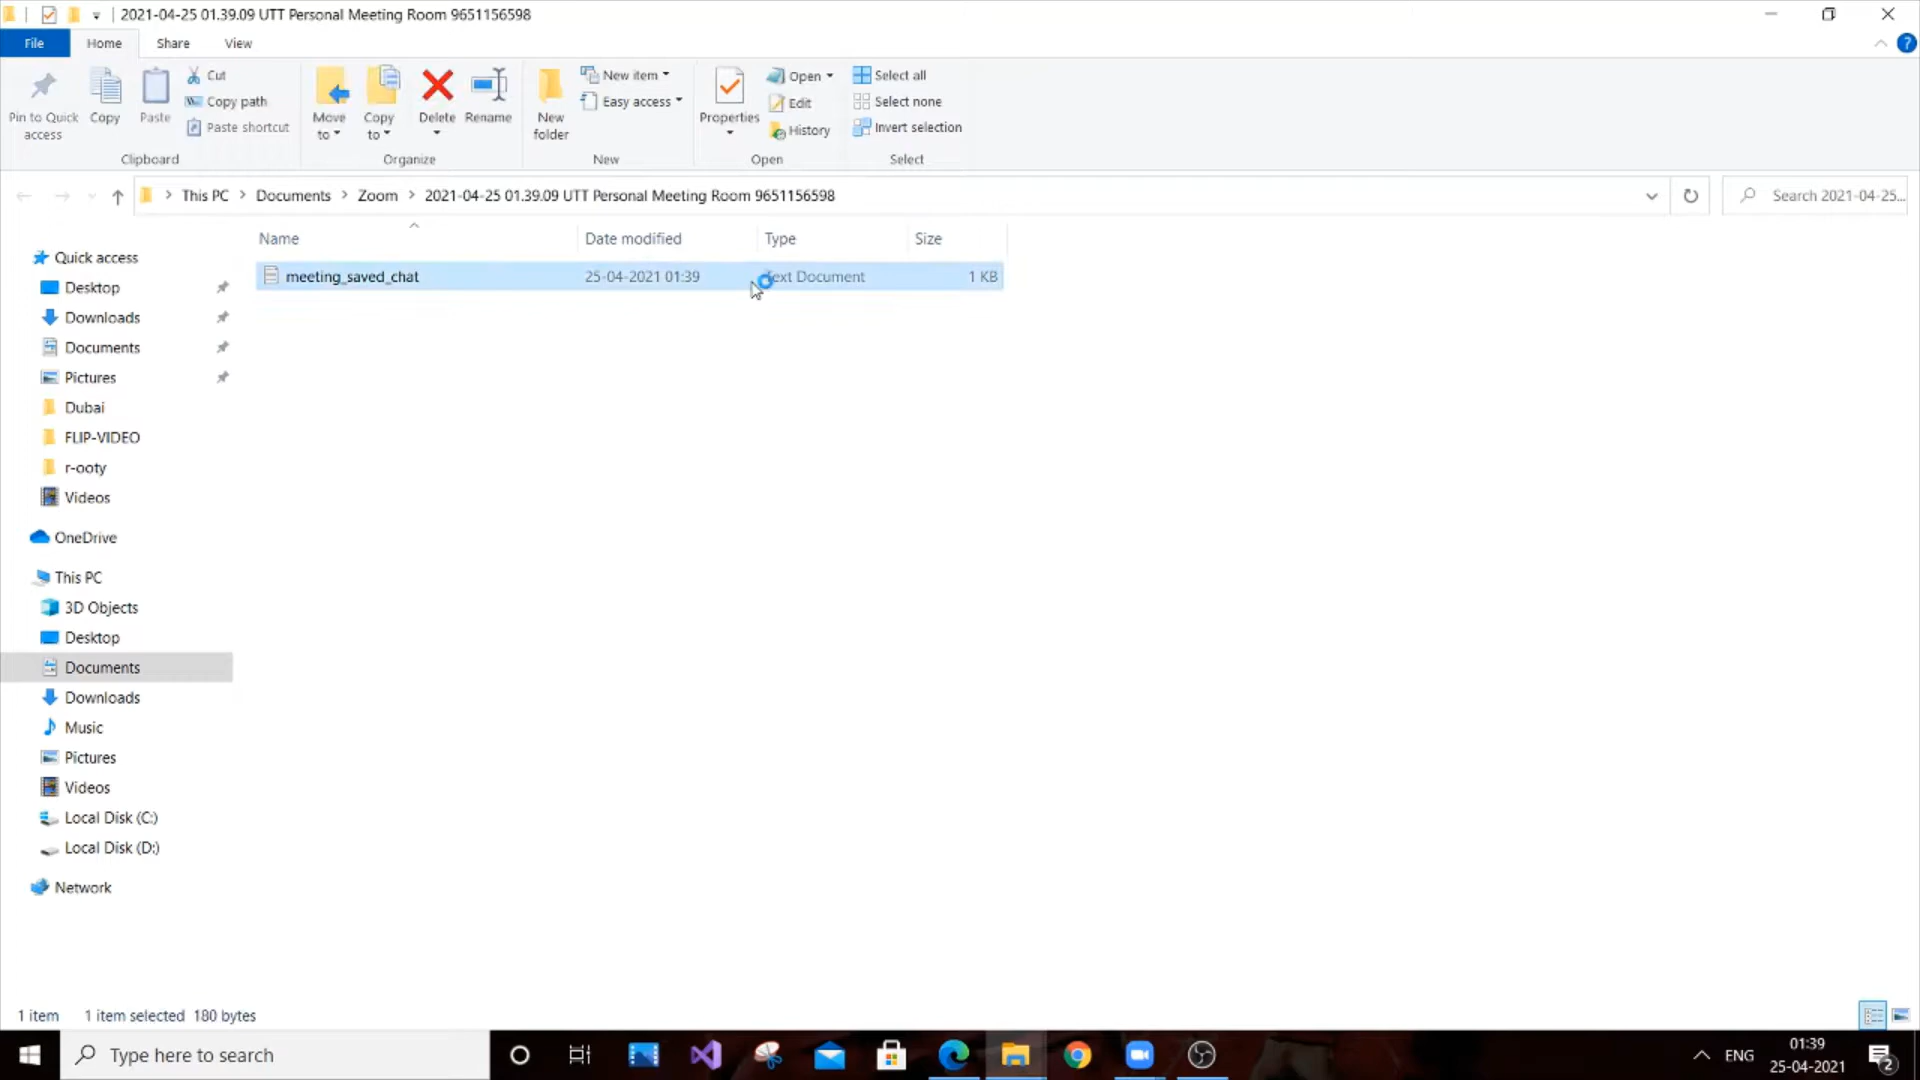 2021-04-25 01.39.09 UTT Personal Meeting Room 9651156598
File Home Share View
Pin to Quick access
Copy
Paste
Cut
Copy path
Paste shortcut
Clipboard
Move to
Copy to
Delete
Rename
Organize
New folder
New item
Easy access
New
Properties
Open
Edit
History
Open
Select all
Select none
Invert selection
Select
This PC > Documents > Zoom > 2021-04-25 01.39.09 UTT Personal Meeting Room 9651156598
Search 2021-04-25...
Name Date modified Type Size
meeting_saved_chat 25-04-2021 01:39 Text Document 1 KB
Quick access
Desktop
Downloads
Documents
Pictures
Dubai
FLIP-VIDEO
r-ooty
Videos
OneDrive
This PC
3D Objects
Desktop
Documents
Downloads
Music
Pictures
Videos
Local Disk (C:)
Local Disk (D:)
Network
1 item 1 item selected 180 bytes
Type here to search
ENG
01:39
25-04-2021
2